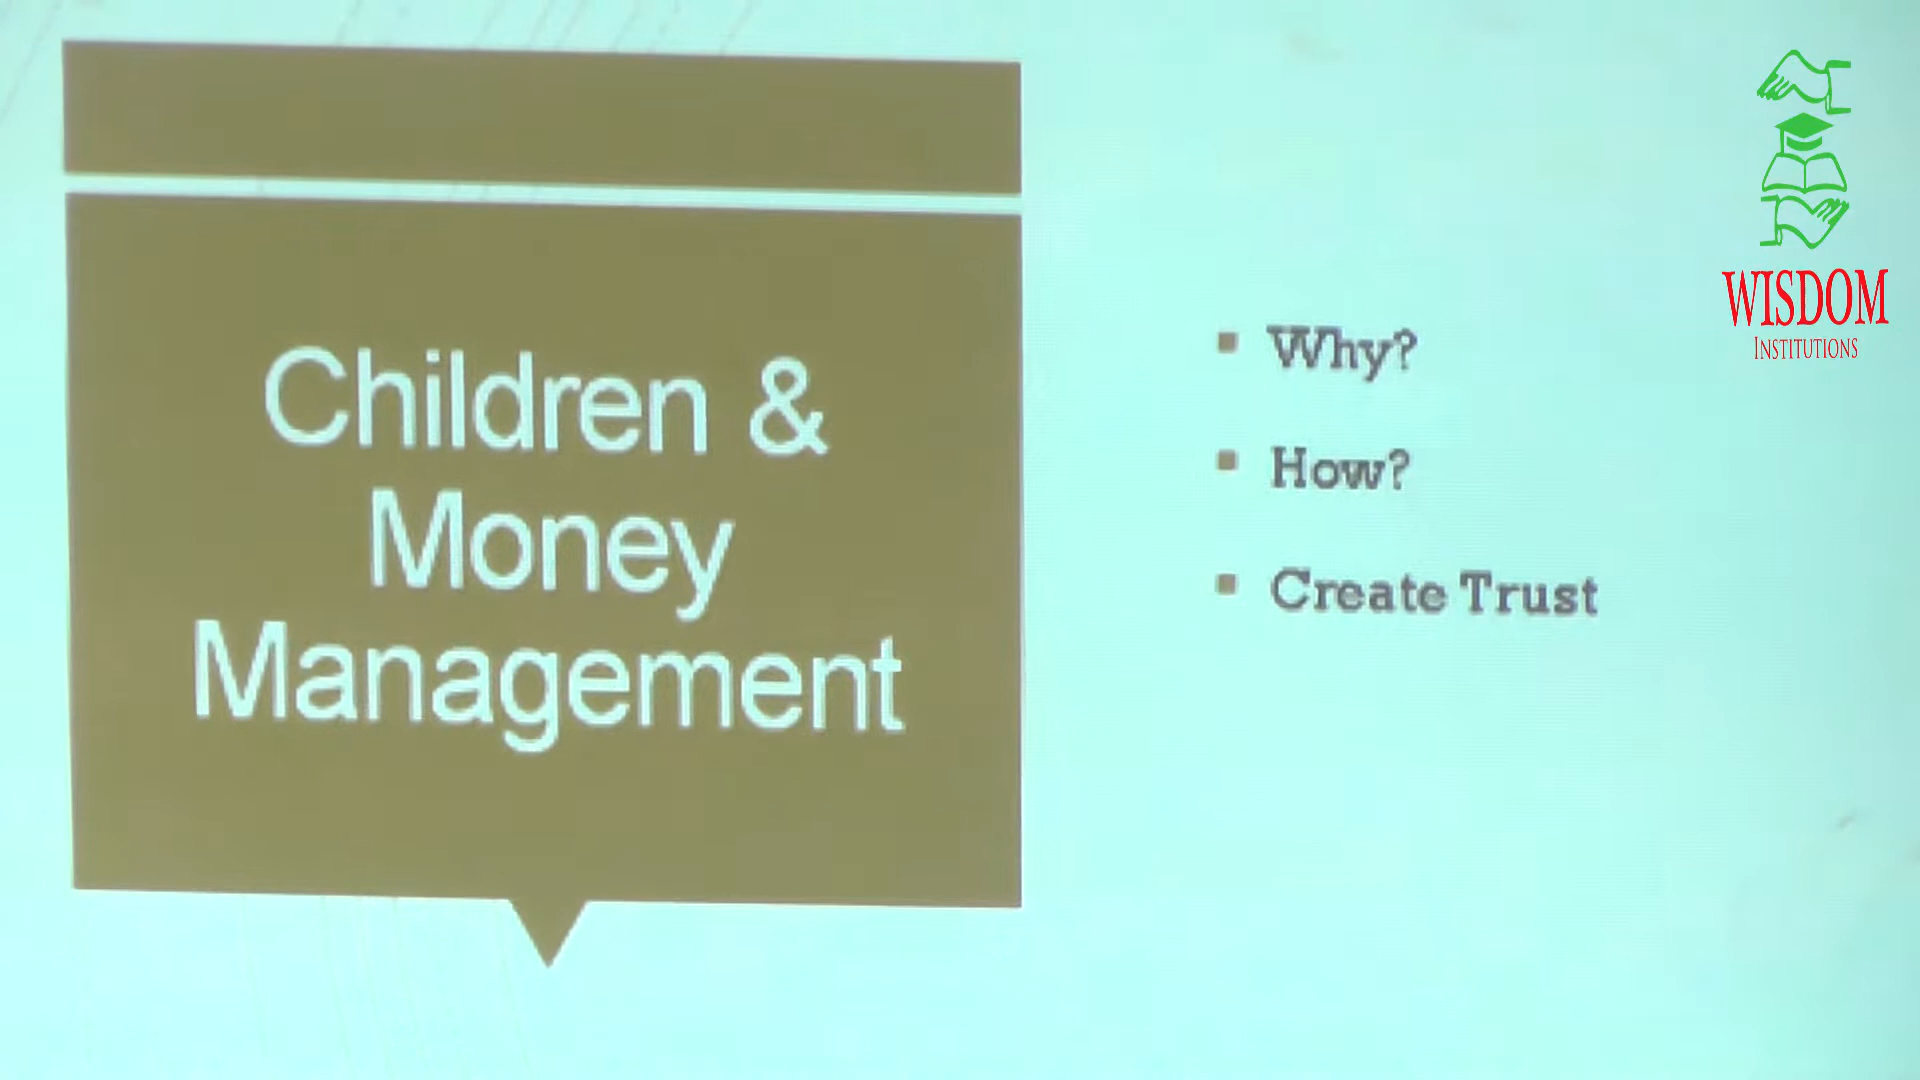 Children &
Money
Management
Why?
How?
Create Trust
WISDOM
INSTITUTIONS